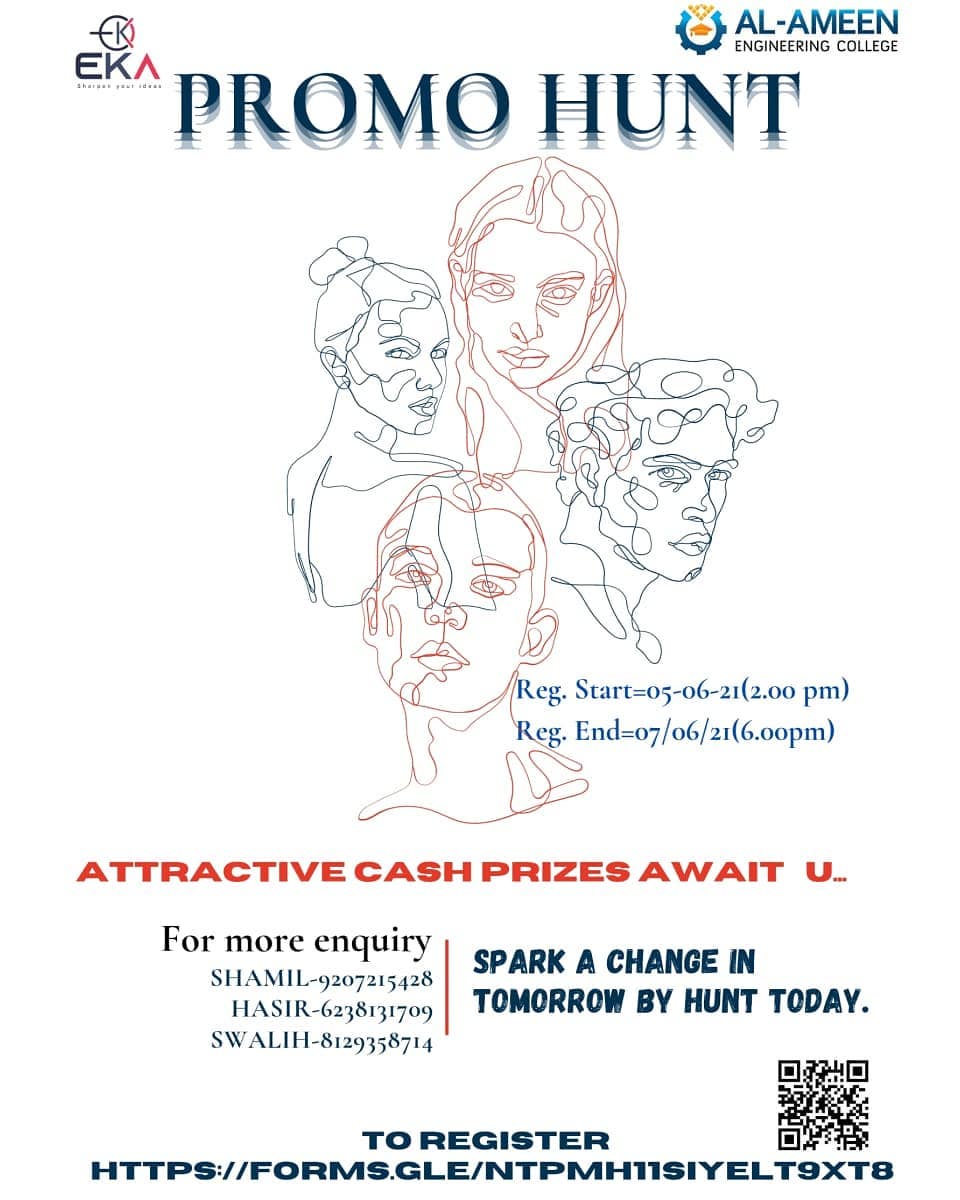 EK
EKA
Sharpen your ideas
AL-AMEEN
ENGINEERING COLLEGE
PROMO HUNT
Reg. Start=05-06-21(2.00 pm)
Reg. End=07/06/21(6.00pm)
ATTRACTIVE CASH PRIZES AWAIT U...
For more enquiry
SHAMIL-9207215428
HASIR-6238131709
SWALIH-8129358714
SPARK A CHANGE IN
TOMORROW BY HUNT TODAY.
TO REGISTER
HTTPS://FORMS.GLE/NTPMH11SIYELT9XT8